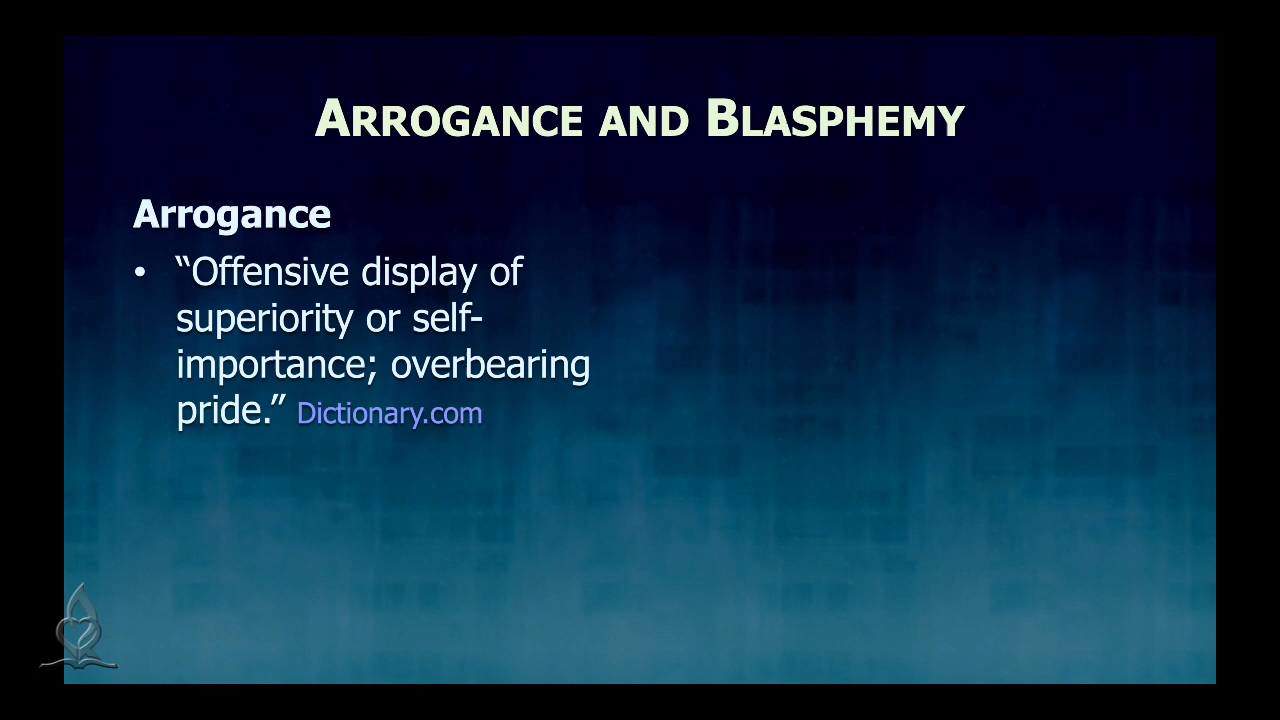 ARROGANCE AND BLASPHEMY
Arrogance
• “Offensive display of
superiority or self-
importance; overbearing
pride.” Dictionary.com